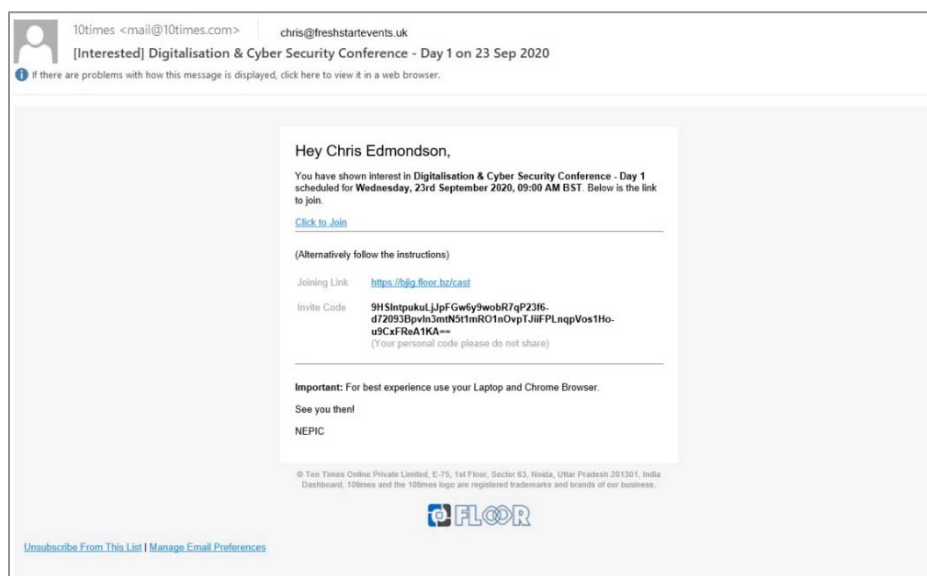 10times <mail@10times.com> chris@freshstartevents.uk
[Interested] Digitalisation & Cyber Security Conference - Day 1 on 23 Sep 2020
If there are problems with how this message is displayed, click here to view it in a web browser.
Hey Chris Edmondson,
You have shown interest in Digitalisation & Cyber Security Conference - Day 1
scheduled for Wednesday, 23rd September 2020, 09:00 AM BST. Below is the link
to join.
Click to Join
(Alternatively follow the instructions)
Joining Link https://bjig.floor.bz/cast
Invite Code 9HSIntpukuLjJpFGw6y9wobR7qP23f6-
d72093BpvIn3mtN5t1mRO1nOvpTJiiFPLnqpVos1Ho-
u9CxFReA1KA==
(Your personal code please do not share)
Important: For best experience use your Laptop and Chrome Browser.
See you then!
NEPIC
© Ten Times Online Private Limited, E-75, 1st Floor, Sector 63, Noida, Uttar Pradesh 201301, India
Dashboard, 10times and the 10times logo are registered trademarks and brands of our business.
FLOOR
Unsubscribe From This List | Manage Email Preferences